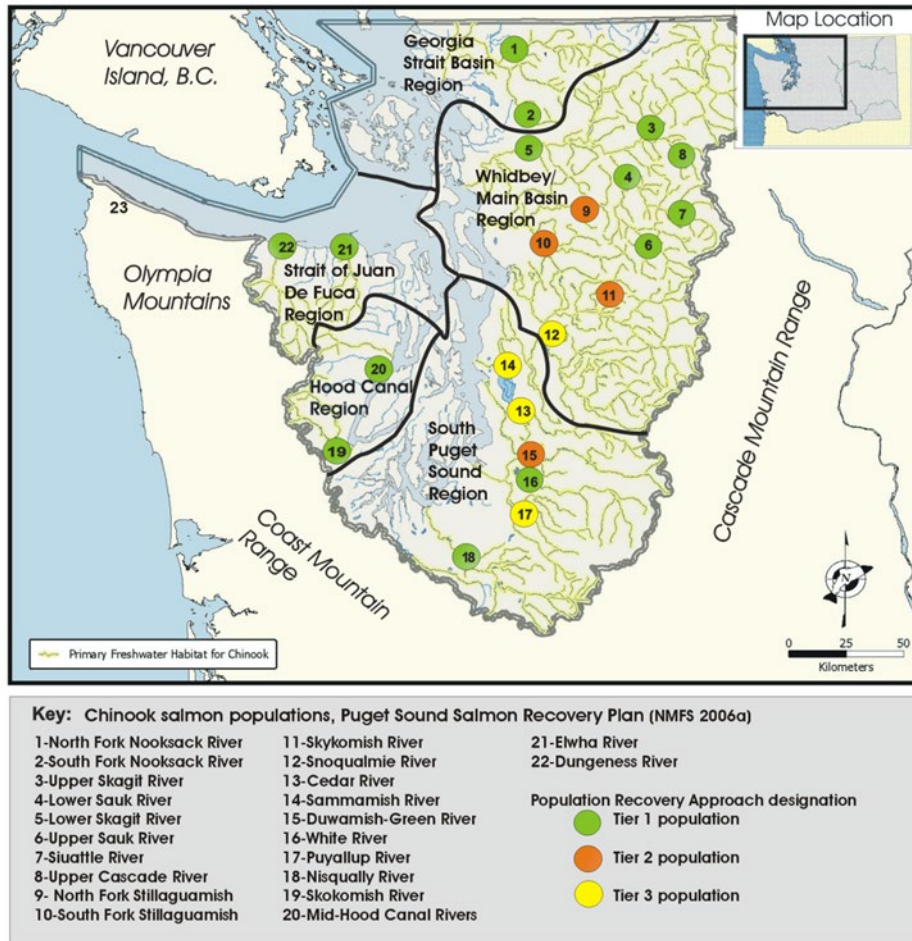 Vancouver
Island, B.C.
Georgia
Strait Basin
Region
Map Location
1
2
3
5
8
Whidbey/
Main Basin
Region
4
9
7
23
10
6
22
21
Olympia
Mountains
Strait of Juan
De Fuca
Region
11
12
14
20
Hood Canal
Region
13
South
Puget
Sound
Region
15
19
16
17
Cascade Mountain Range
Coast Mountain
Range
18
N
Primary Freshwater Habitat for Chinook
0 25 50
Kilometers
Key: Chinook salmon populations, Puget Sound Salmon Recovery Plan (NMFS 2006a)
1-North Fork Nooksack River
2-South Fork Nooksack River
3-Upper Skagit River
4-Lower Sauk River
5-Lower Skagit River
6-Upper Sauk River
7-Siuattle River
8-Upper Cascade River
9- North Fork Stillaguamish
10-South Fork Stillaguamish
11-Skykomish River
12-Snoqualmie River
13-Cedar River
14-Sammamish River
15-Duwamish-Green River
16-White River
17-Puyallup River
18-Nisqually River
19-Skokomish River
20-Mid-Hood Canal Rivers
21-Elwha River
22-Dungeness River
Population Recovery Approach designation
Tier 1 population
Tier 2 population
Tier 3 population